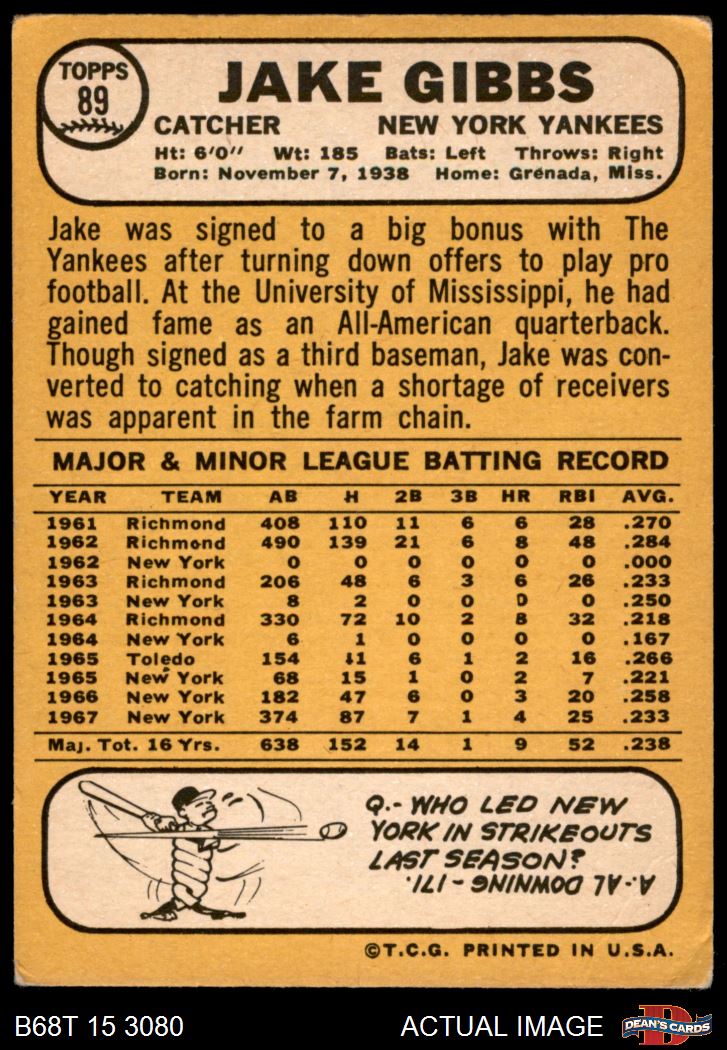 TOPPS
89
JAKE GIBBS
CATCHER NEW YORK YANKEES
Ht: 6'0" Wt: 185 Bats: Left Throws: Right
Born: November 7, 1938 Home: Grenada, Miss.
Jake was signed to a big bonus with The
Yankees after turning down offers to play pro
football. At the University of Mississippi, he had
gained fame as an All-American quarterback.
Though signed as a third baseman, Jake was con-
verted to catching when a shortage of receivers
was apparent in the farm chain.
MAJOR & MINOR LEAGUE BATTING RECORD
YEAR TEAM AB H 2B 3B HR RBI AVG.
1961 Richmond 408 110 11 6 6 28 .270
1962 Richmond 490 139 21 6 8 48 .284
1962 New York 0 0 0 0 0 0 .000
1963 Richmond 206 48 6 3 6 26 .233
1963 New York 8 2 0 0 0 0 .250
1964 Richmond 330 72 10 2 8 32 .218
1964 New York 6 1 0 0 0 0 .167
1965 Toledo 154 41 6 1 2 16 .266
1965 New York 68 15 1 0 2 7 .221
1966 New York 182 47 6 0 3 20 .258
1967 New York 374 87 7 1 4 25 .233
Maj. Tot. 16 Yrs. 638 152 14 1 9 52 .238
Q.- WHO LED NEW
YORK IN STRIKEOUTS
LAST SEASON?
A.- AL DOWNING - 171.
©T.C.G. PRINTED IN U.S.A.
B68T 15 3080 ACTUAL IMAGE
D
DEAN'S CARDS